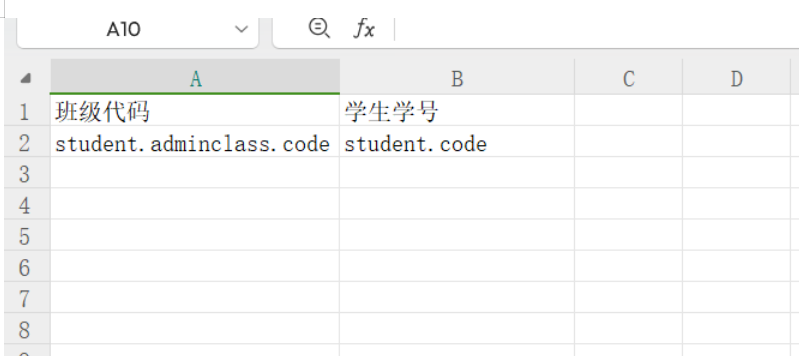 A10 fx
A B C D
1 班级代码 学生学号
2 student.adminclass.code student.code
3
4
5
6
7
8